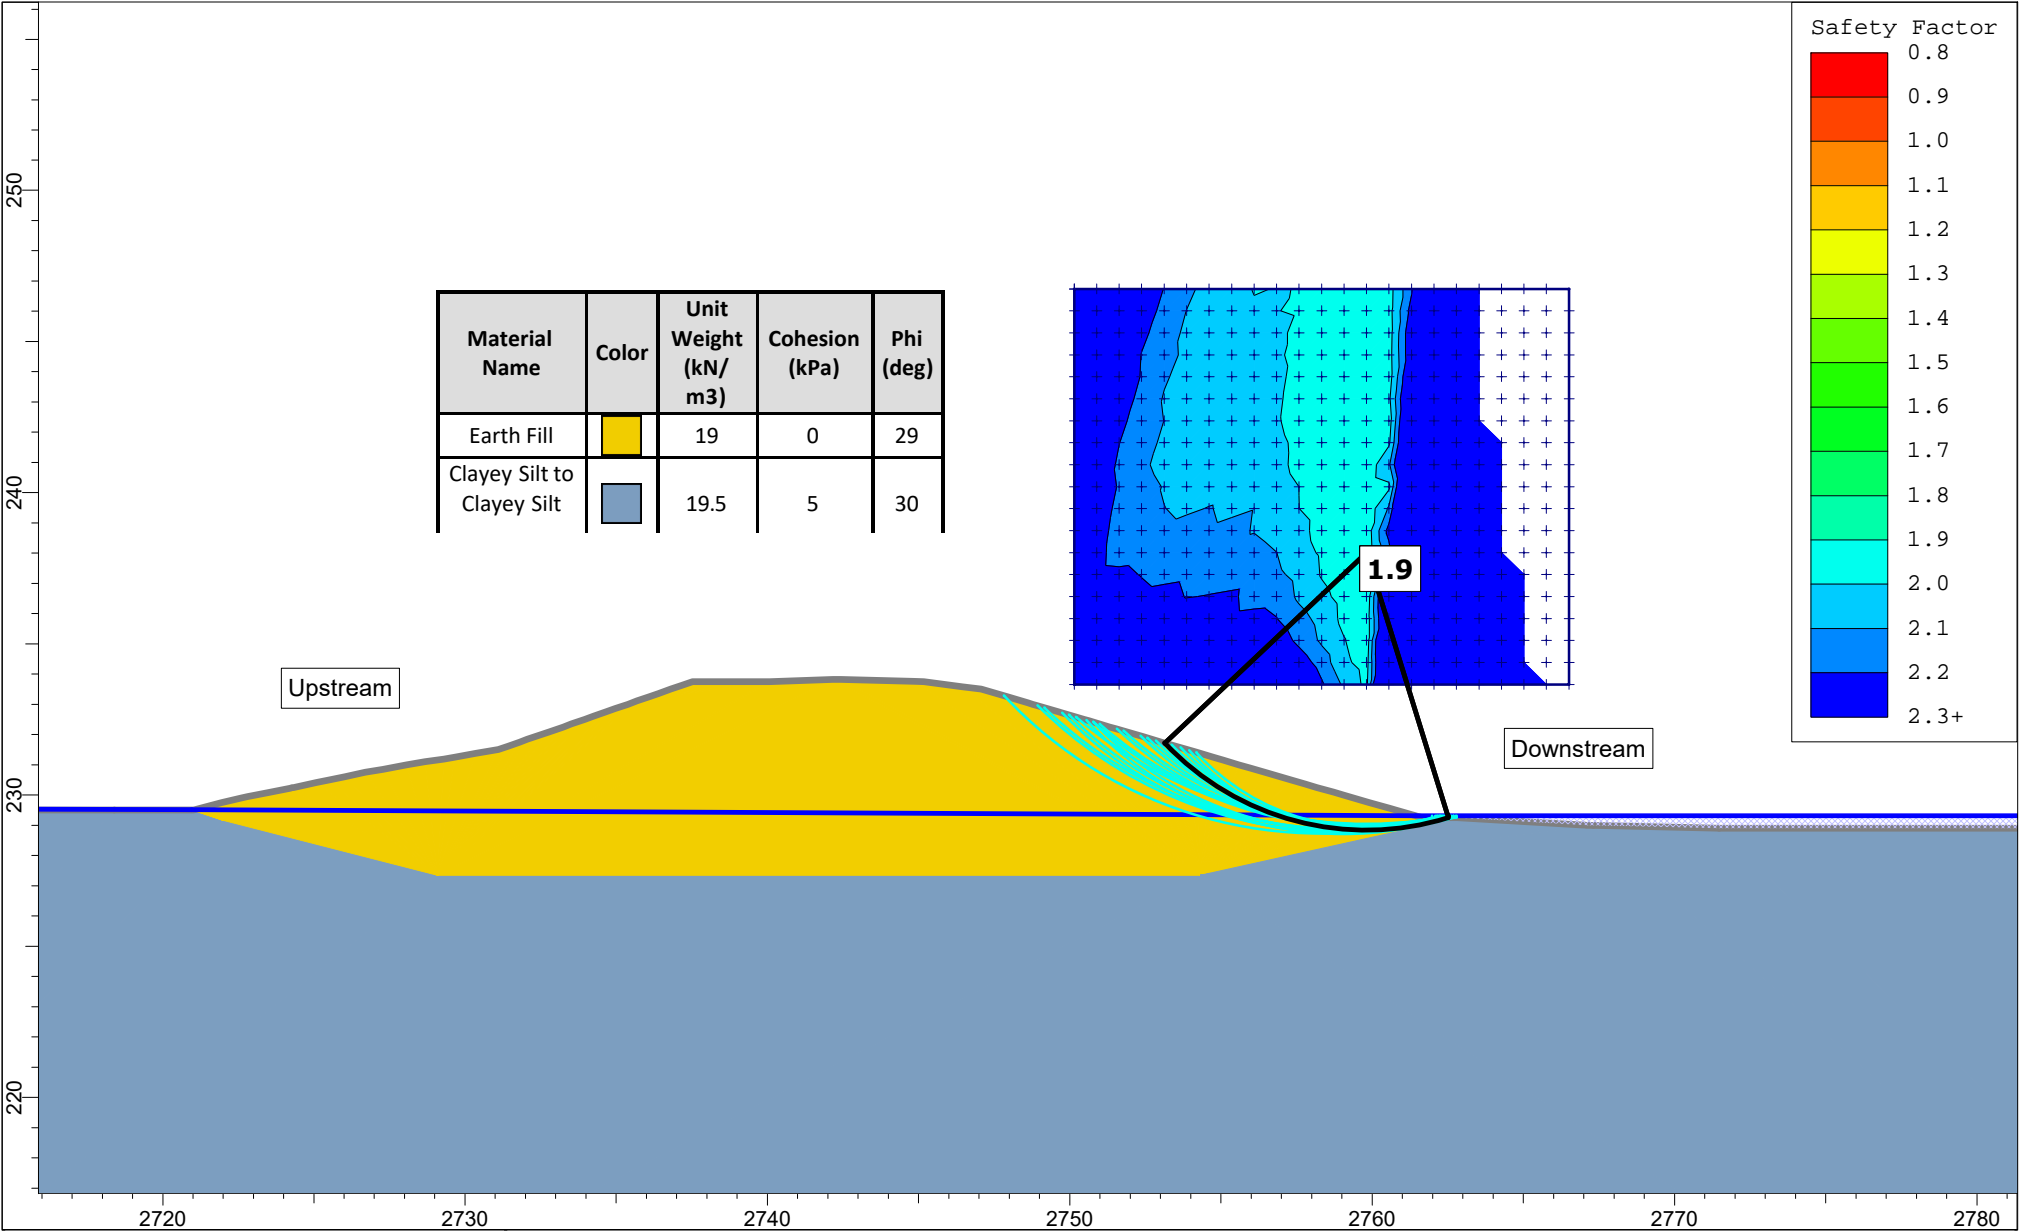 Safety Factor
0.8
0.9
1.0
1.1
1.2
1.3
1.4
1.5
1.6
1.7
1.8
1.9
2.0
2.1
2.2
2.3+
250
240
230
220
Material
Name
Color
Unit
Weight
(kN/
m3)
Cohesion
(kPa)
Phi
(deg)
Earth Fill
19
0
29
Clayey Silt to
Clayey Silt
19.5
5
30
1.9
Upstream
Downstream
2720
2730
2740
2750
2760
2770
2780